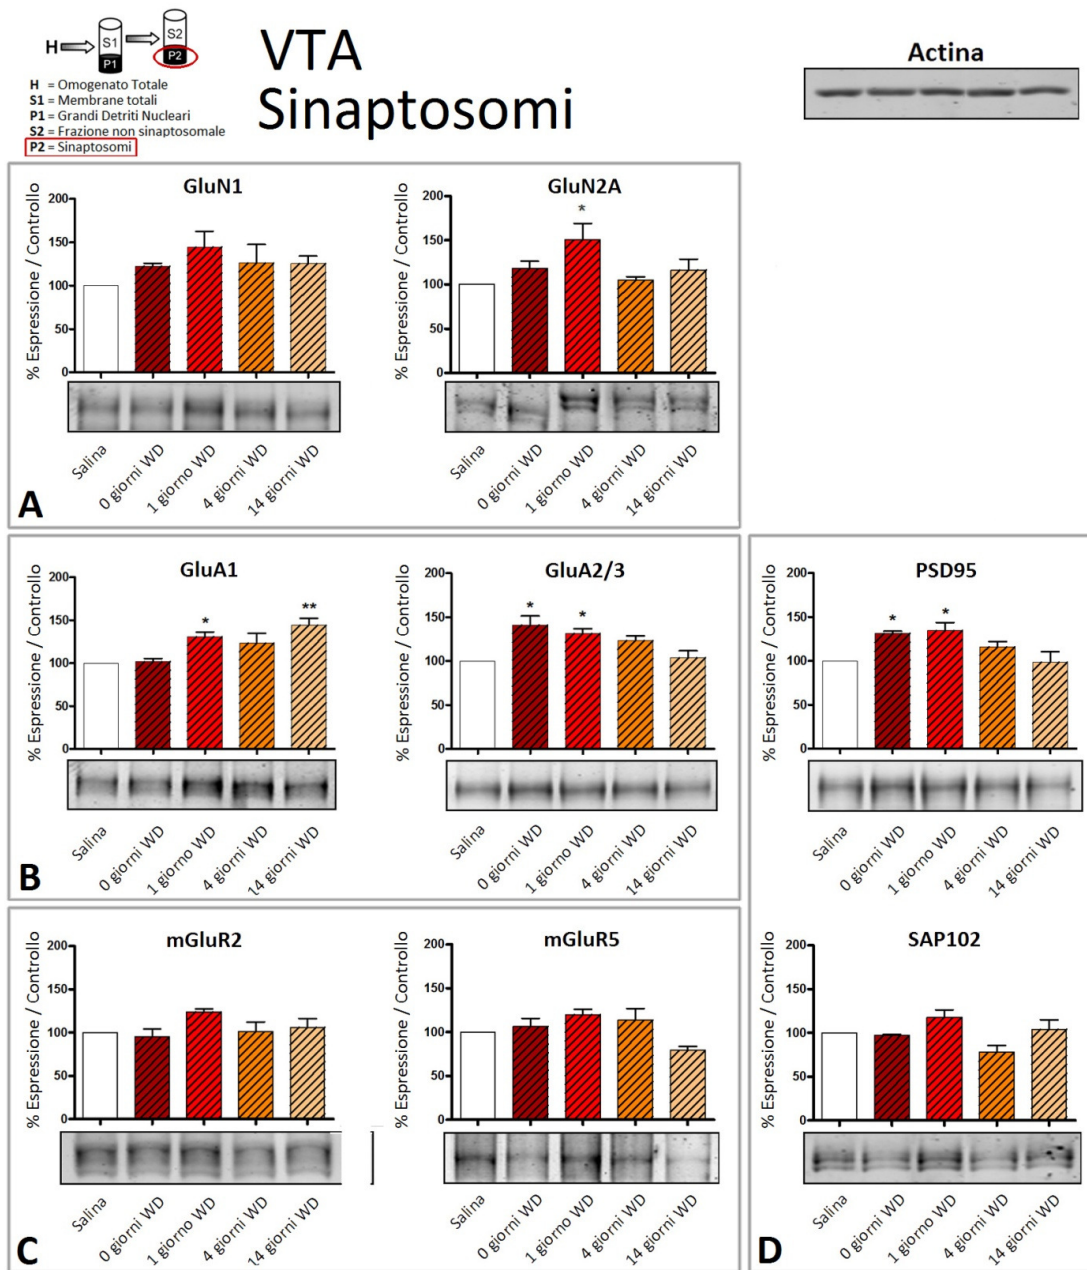 H S1 P1 S2 P2
H = Omogenato Totale
S1 = Membrane totali
P1 = Grandi Detriti Nucleari
S2 = Frazione non sinaptosomale
P2 = Sinaptosomi
VTA
Sinaptosomi
Actina
GluN1
% Espressione / Controllo
200
150
100
50
0
Salina
0 giorni WD
1 giorno WD
4 giorni WD
14 giorni WD
GluN2A
% Espressione / Controllo
200
150
100
50
0
*
Salina
0 giorni WD
1 giorno WD
4 giorni WD
14 giorni WD
A
GluA1
% Espressione / Controllo
200
150
100
50
0
*
**
Salina
0 giorni WD
1 giorno WD
4 giorni WD
14 giorni WD
GluA2/3
% Espressione / Controllo
200
150
100
50
0
*
*
Salina
0 giorni WD
1 giorno WD
4 giorni WD
14 giorni WD
B
PSD95
% Espressione / Controllo
200
150
100
50
0
*
*
Salina
0 giorni WD
1 giorno WD
4 giorni WD
14 giorni WD
mGluR2
% Espressione / Controllo
200
150
100
50
0
Salina
0 giorni WD
1 giorno WD
4 giorni WD
14 giorni WD
mGluR5
% Espressione / Controllo
200
150
100
50
0
Salina
0 giorni WD
1 giorno WD
4 giorni WD
14 giorni WD
C
SAP102
% Espressione / Controllo
200
150
100
50
0
Salina
0 giorni WD
1 giorno WD
4 giorni WD
14 giorni WD
D